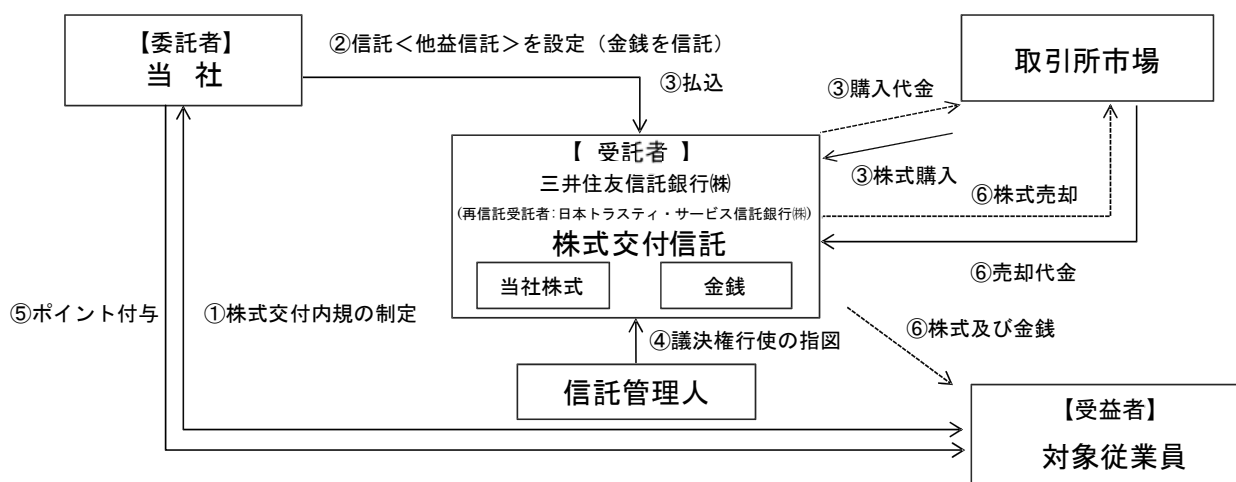 【委託者】
当 社
②信託<他益信託>を設定（金銭を信託）
③払込
取引所市場
③購入代金
③株式購入
【 受託者 】
三井住友信託銀行㈱
(再信託受託者:日本トラスティ・サービス信託銀行㈱)
株式交付信託
当社株式
金銭
⑥株式売却
⑥売却代金
⑤ポイント付与
①株式交付内規の制定
④議決権行使の指図
⑥株式及び金銭
信託管理人
【受益者】
対象従業員